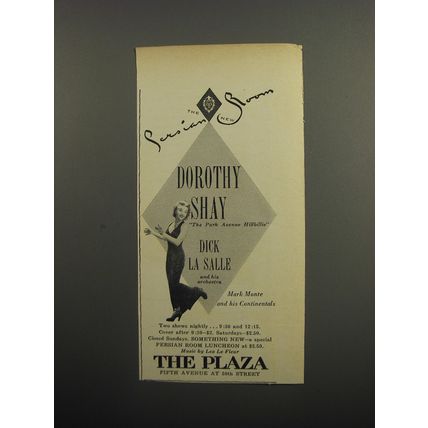 THE NEW
Persian Room
DOROTHY
SHAY
"The Park Avenue Hillbillie"
DICK
LA SALLE
and his
orchestra
Mark Monte
and his Continentals
Two shows nightly . . . 9:30 and 12:15.
Cover after 9:30–$2. Saturdays–$2.50.
Closed Sundays. SOMETHING NEW–a special
PERSIAN ROOM LUNCHEON at $2.50.
Music by Leo Le Fleur
THE PLAZA
FIFTH AVENUE AT 59th STREET